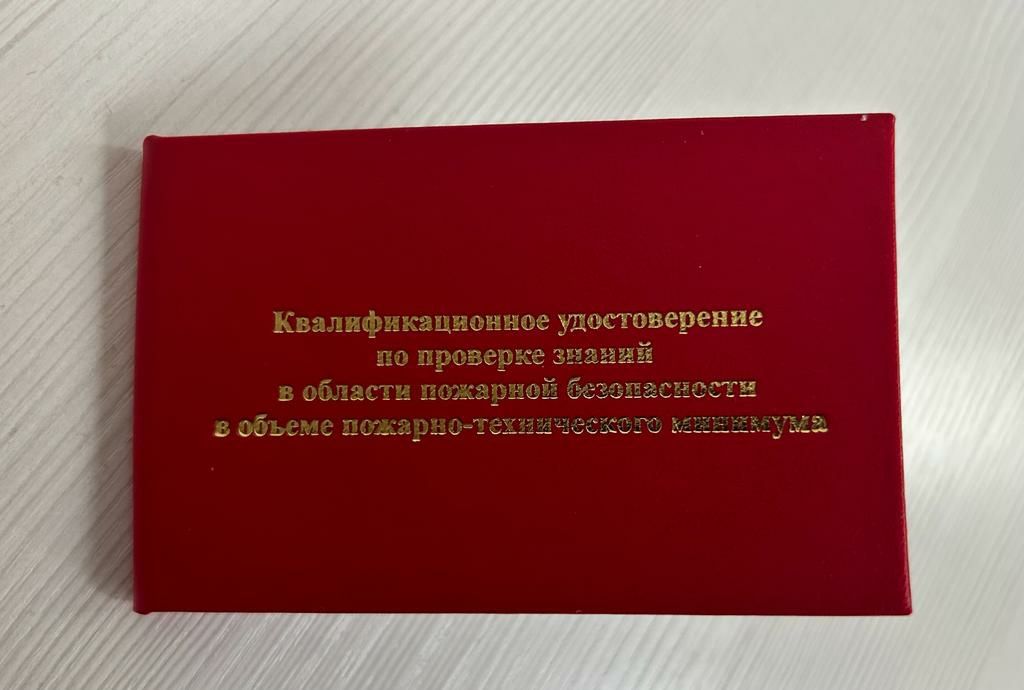 Квалификационное удостоверение
по проверке знаний
в области пожарной безопасности
в объеме пожарно-технического минимума